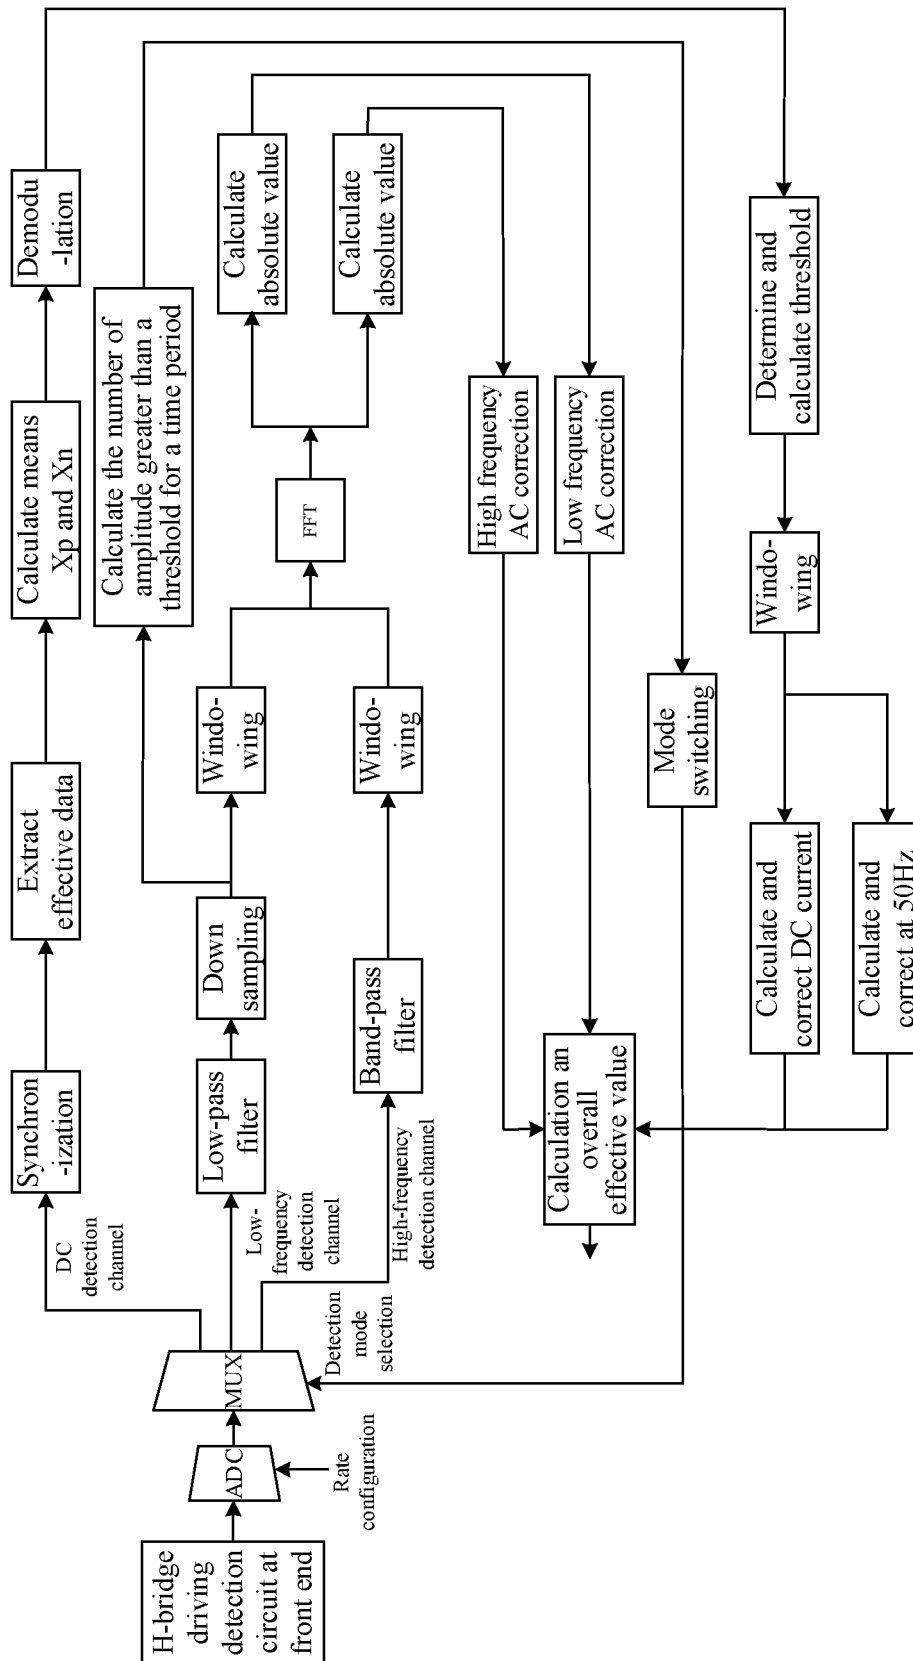 H-bridge
driving
detection
circuit at
front end
ADC
Rate
configuration
MUX
Detection
mode
selection
DC
detection
channel
Low-
frequency
detection
channel
High-frequency
detection channel
Synchron
-ization
Extract
effective data
Calculate means
Xp and Xn
Demodu
-lation
Low-pass
filter
Down
sampling
Calculate the number of
amplitude greater than a
threshold for a time period
Windo-
wing
Band-pass
filter
Windo-
wing
FFT
Calculate
absolute value
Calculate
absolute value
High frequency
AC correction
Low frequency
AC correction
Calculation an
overall
effective value
Mode
switching
Determine and
calculate threshold
Windo-
wing
Calculate and
correct DC current
Calculate and
correct at 50Hz